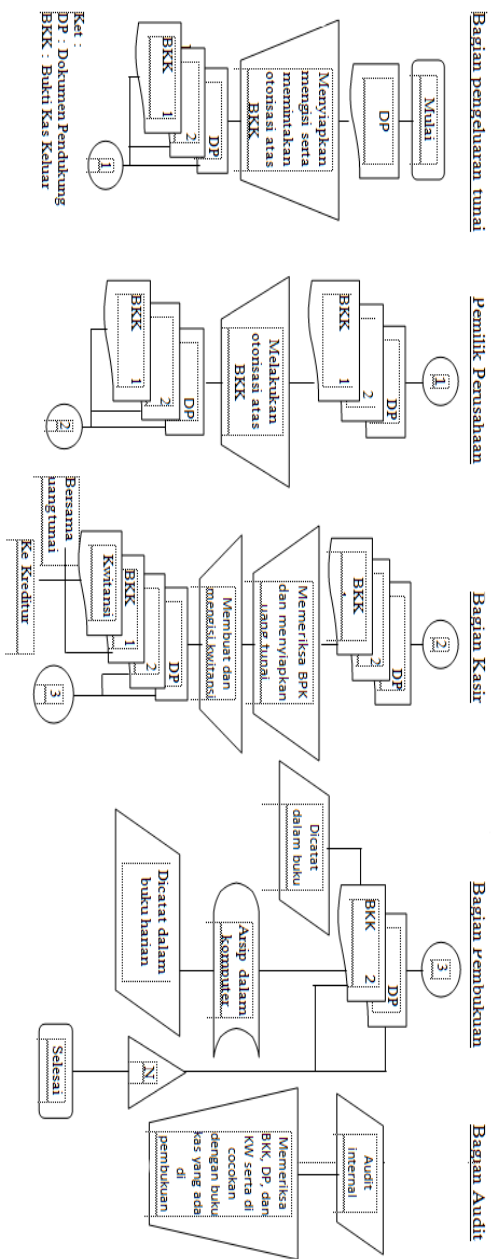 Bagian pengeluaran tunai
Mulai
DP
Menyiapkan
mengisi serta
memintakan
otorisasi atas
BKK
DP
2
BKK
1
1
Ket :
DP : Dokumen Pendukung
BKK : Bukti Kas Keluar
Pemilik Perusahaan
1
DP
2
BKK
1
Melakukan
otorisasi atas
BKK
DP
2
BKK
1
2
Bagian Kasir
2
DP
2
BKK
Memeriksa BPK
dan menyiapkan
uang tunai
Membuat dan
mengisi kwitansi
DP
2
BKK
1
Kwitansi
3
Bersama
uang tunai
Ke Kreditur
Bagian Pembukuan
3
DP
BKK
2
Dicatat
dalam buku
Arsip dalam
komputer
Dicatat dalam
buku harian
N
Selesai
Bagian Audit
Audit
internal
Memeriksa
BKK, DP, dan
KW serta di
cocokan
dengan buku
kas yang ada
di
pembukuan